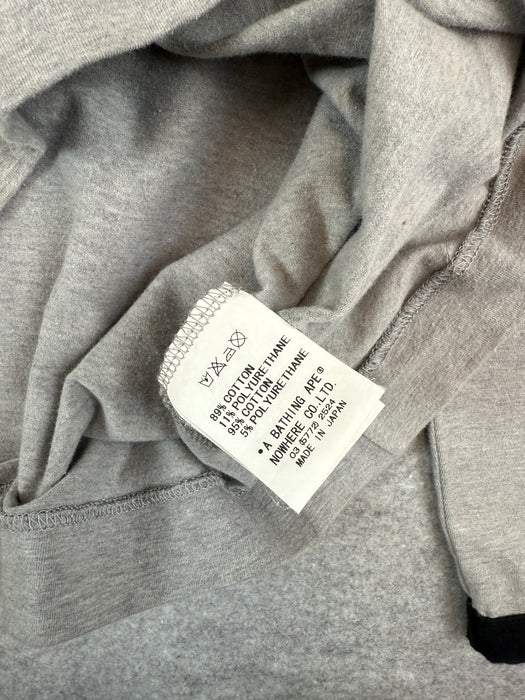 89% COTTON
11% POLYURETHANE
95% COTTON
5% POLYURETHANE
•A BATHING APE®
NOWHERE CO.LTD.
03 (5772) 2524
MADE IN JAPAN